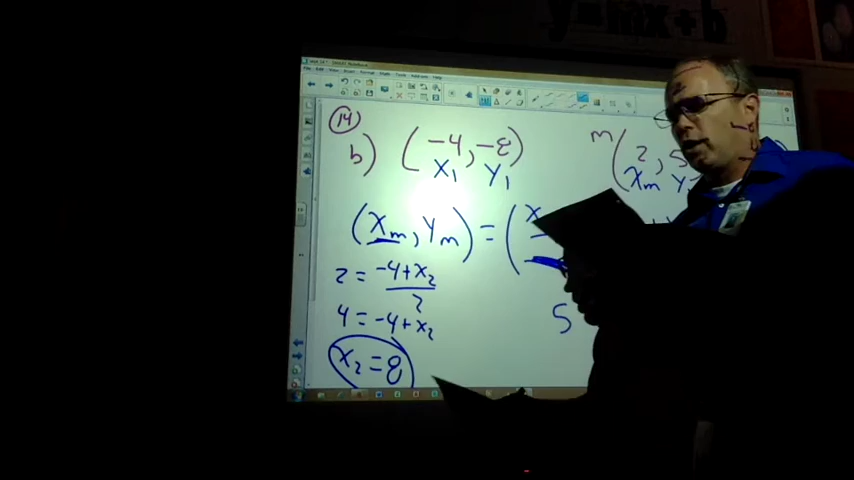 y=mx+b
14
b) (-4, -8) m(2, 5
x₁ y₁ xₘ y
(xₘ, yₘ) = (x
2 = -4+x₂
2
4 = -4+x₂
5
x₂ = 8